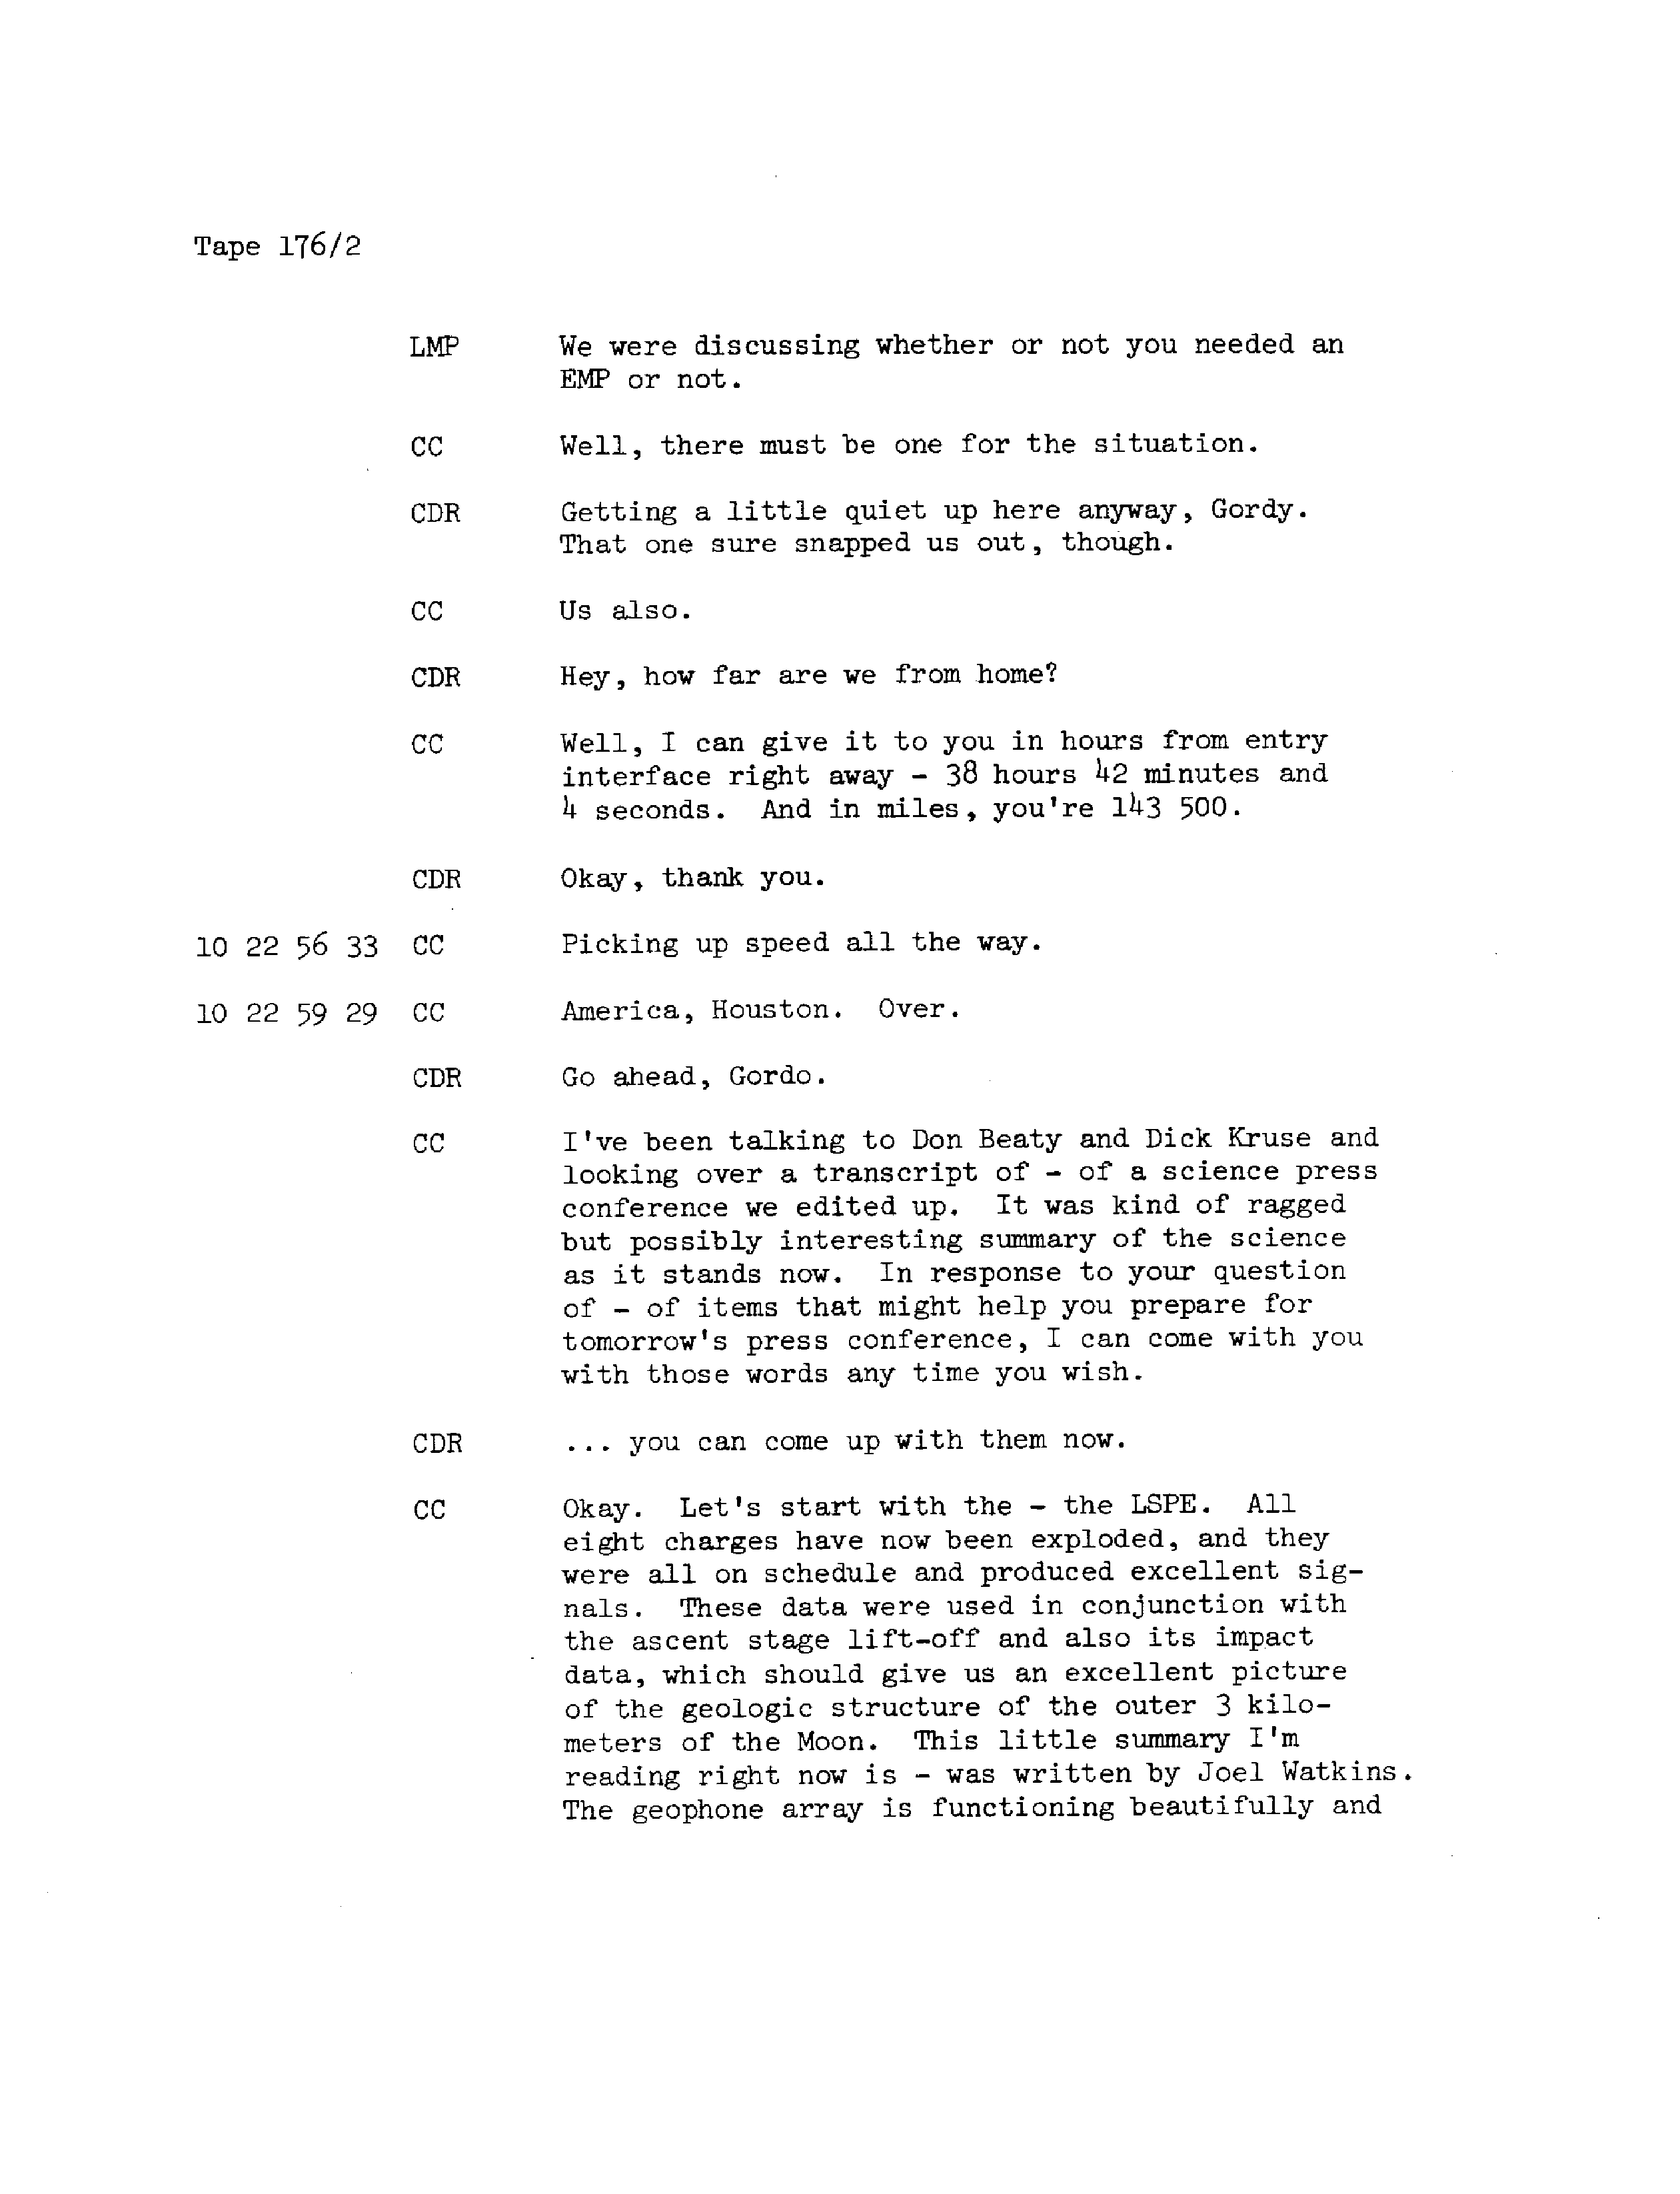 Tape 176/2
LMP We were discussing whether or not you needed an
EMP or not.
CC Well, there must be one for the situation.
CDR Getting a little quiet up here anyway, Gordy.
That one sure snapped us out, though.
CC Us also.
CDR Hey, how far are we from home?
CC Well, I can give it to you in hours from entry
interface right away - 38 hours 42 minutes and
4 seconds. And in miles, you're 143 500.
CDR Okay, thank you.
10 22 56 33 CC Picking up speed all the way.
10 22 59 29 CC America, Houston. Over.
CDR Go ahead, Gordo.
CC I've been talking to Don Beaty and Dick Kruse and
looking over a transcript of - of a science press
conference we edited up. It was kind of ragged
but possibly interesting summary of the science
as it stands now. In response to your question
of - of items that might help you prepare for
tomorrow's press conference, I can come with you
with those words any time you wish.
CDR ... you can come up with them now.
CC Okay. Let's start with the - the LSPE. All
eight charges have now been exploded, and they
were all on schedule and produced excellent sig-
nals. These data were used in conjunction with
the ascent stage lift-off and also its impact
data, which should give us an excellent picture
of the geologic structure of the outer 3 kilo-
meters of the Moon. This little summary I'm
reading right now is - was written by Joel Watkins.
The geophone array is functioning beautifully and